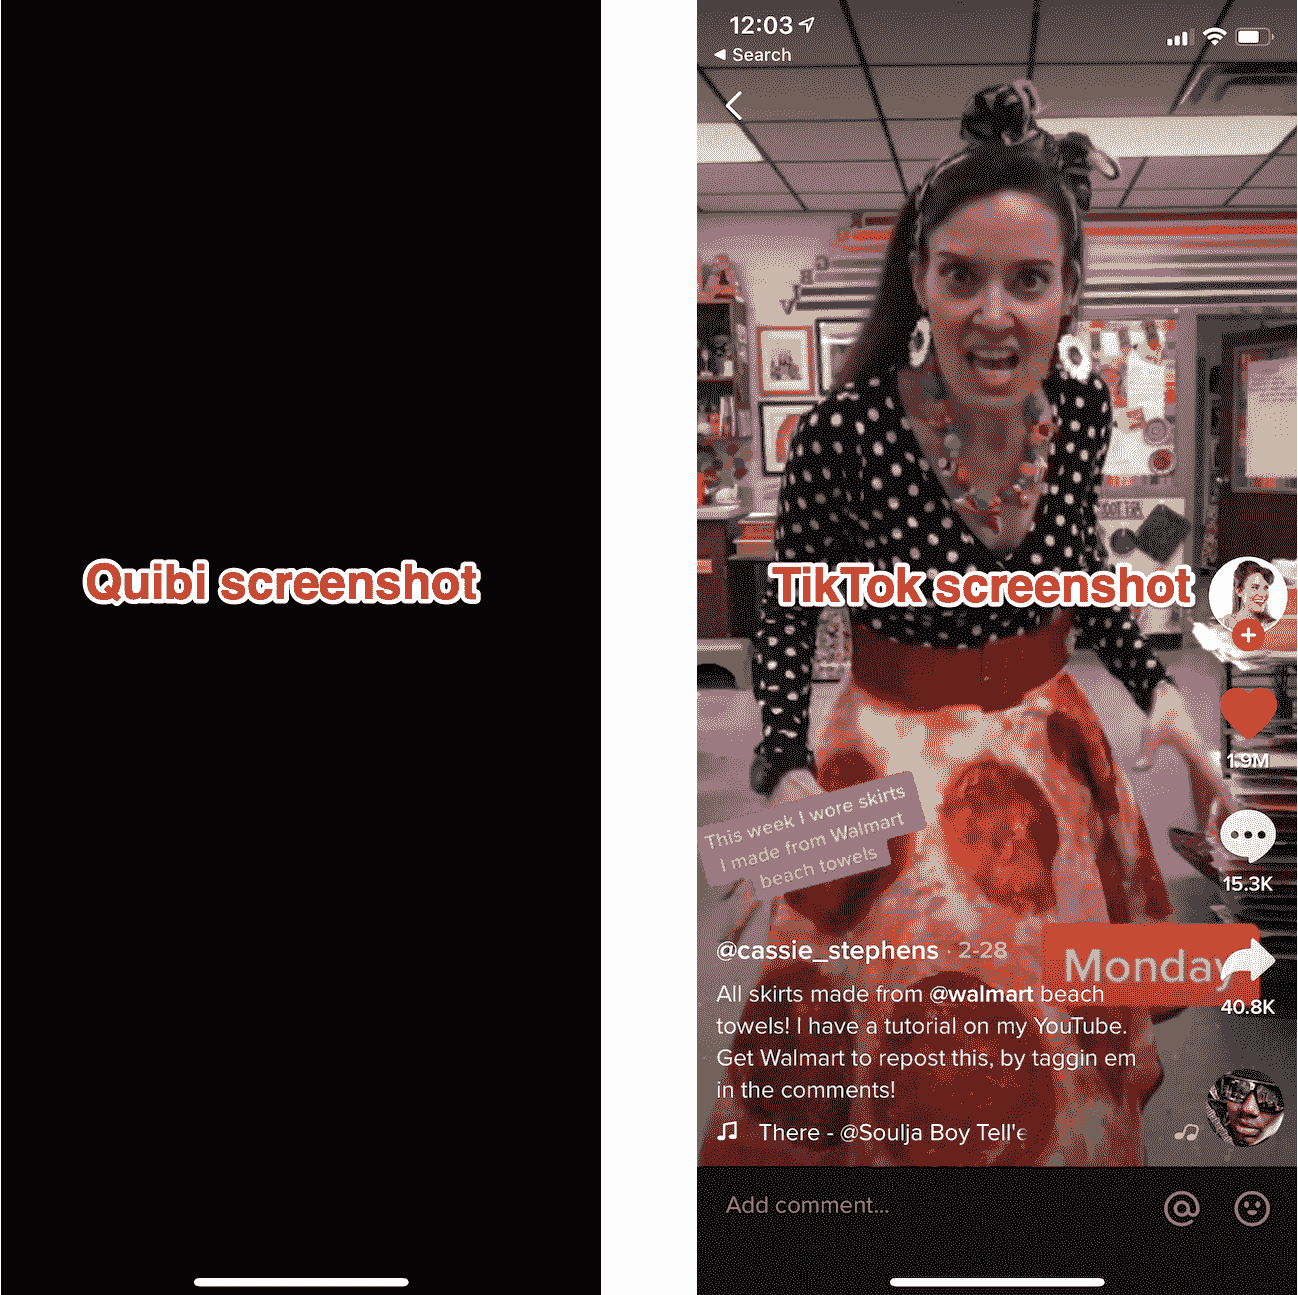 Quibi screenshot
12:03
◀ Search
TikTok screenshot
1.9M
This week I wore skirts
I made from Walmart
beach towels
15.3K
@cassie_stephens · 2-28
Monday
All skirts made from @walmart beach
towels! I have a tutorial on my YouTube.
Get Walmart to repost this, by taggin em
in the comments!
40.8K
There - @Soulja Boy Tell'e
Add comment...